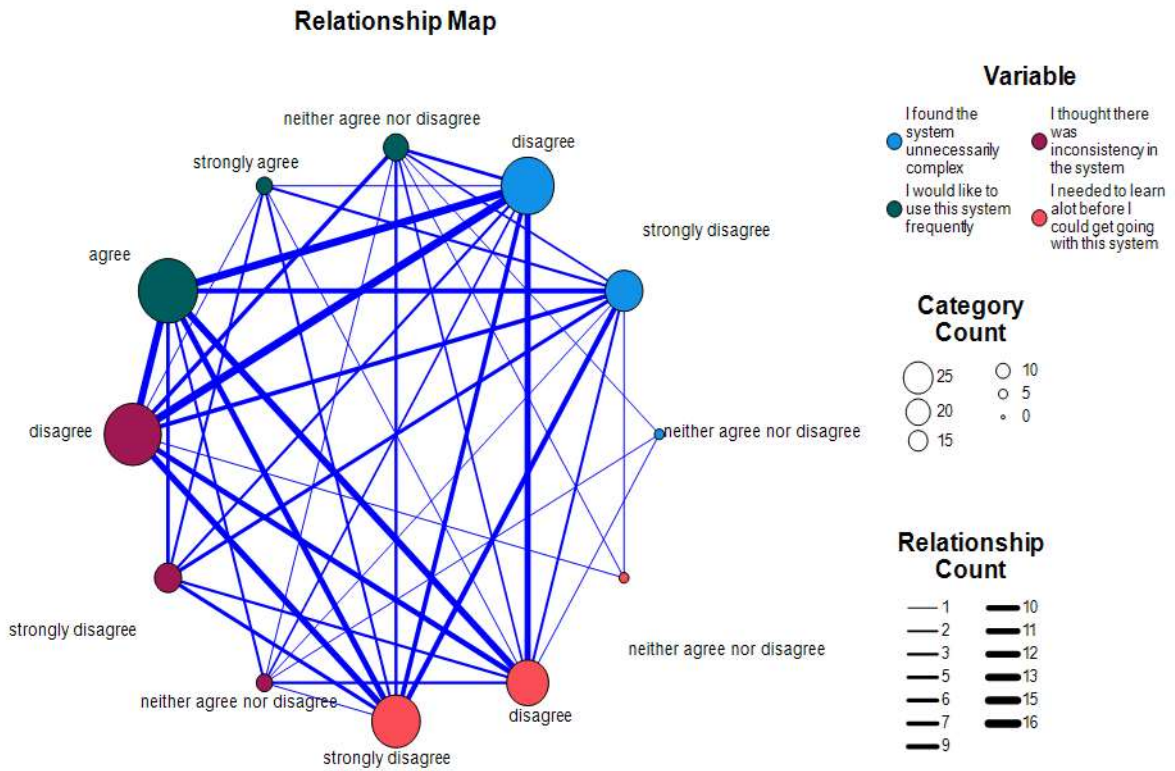 Relationship Map
neither agree nor disagree
disagree
strongly agree
strongly disagree
agree
disagree
neither agree nor disagree
strongly disagree
neither agree nor disagree
neither agree nor disagree
disagree
strongly disagree
Variable
I found the
system
unnecessarily
complex
I thought there
was
inconsistency in
the system
I would like to
use this system
frequently
I needed to learn
alot before I
could get going
with this system
Category
Count
25
20
15
10
5
0
Relationship
Count
1
2
3
5
6
7
9
10
11
12
13
15
16